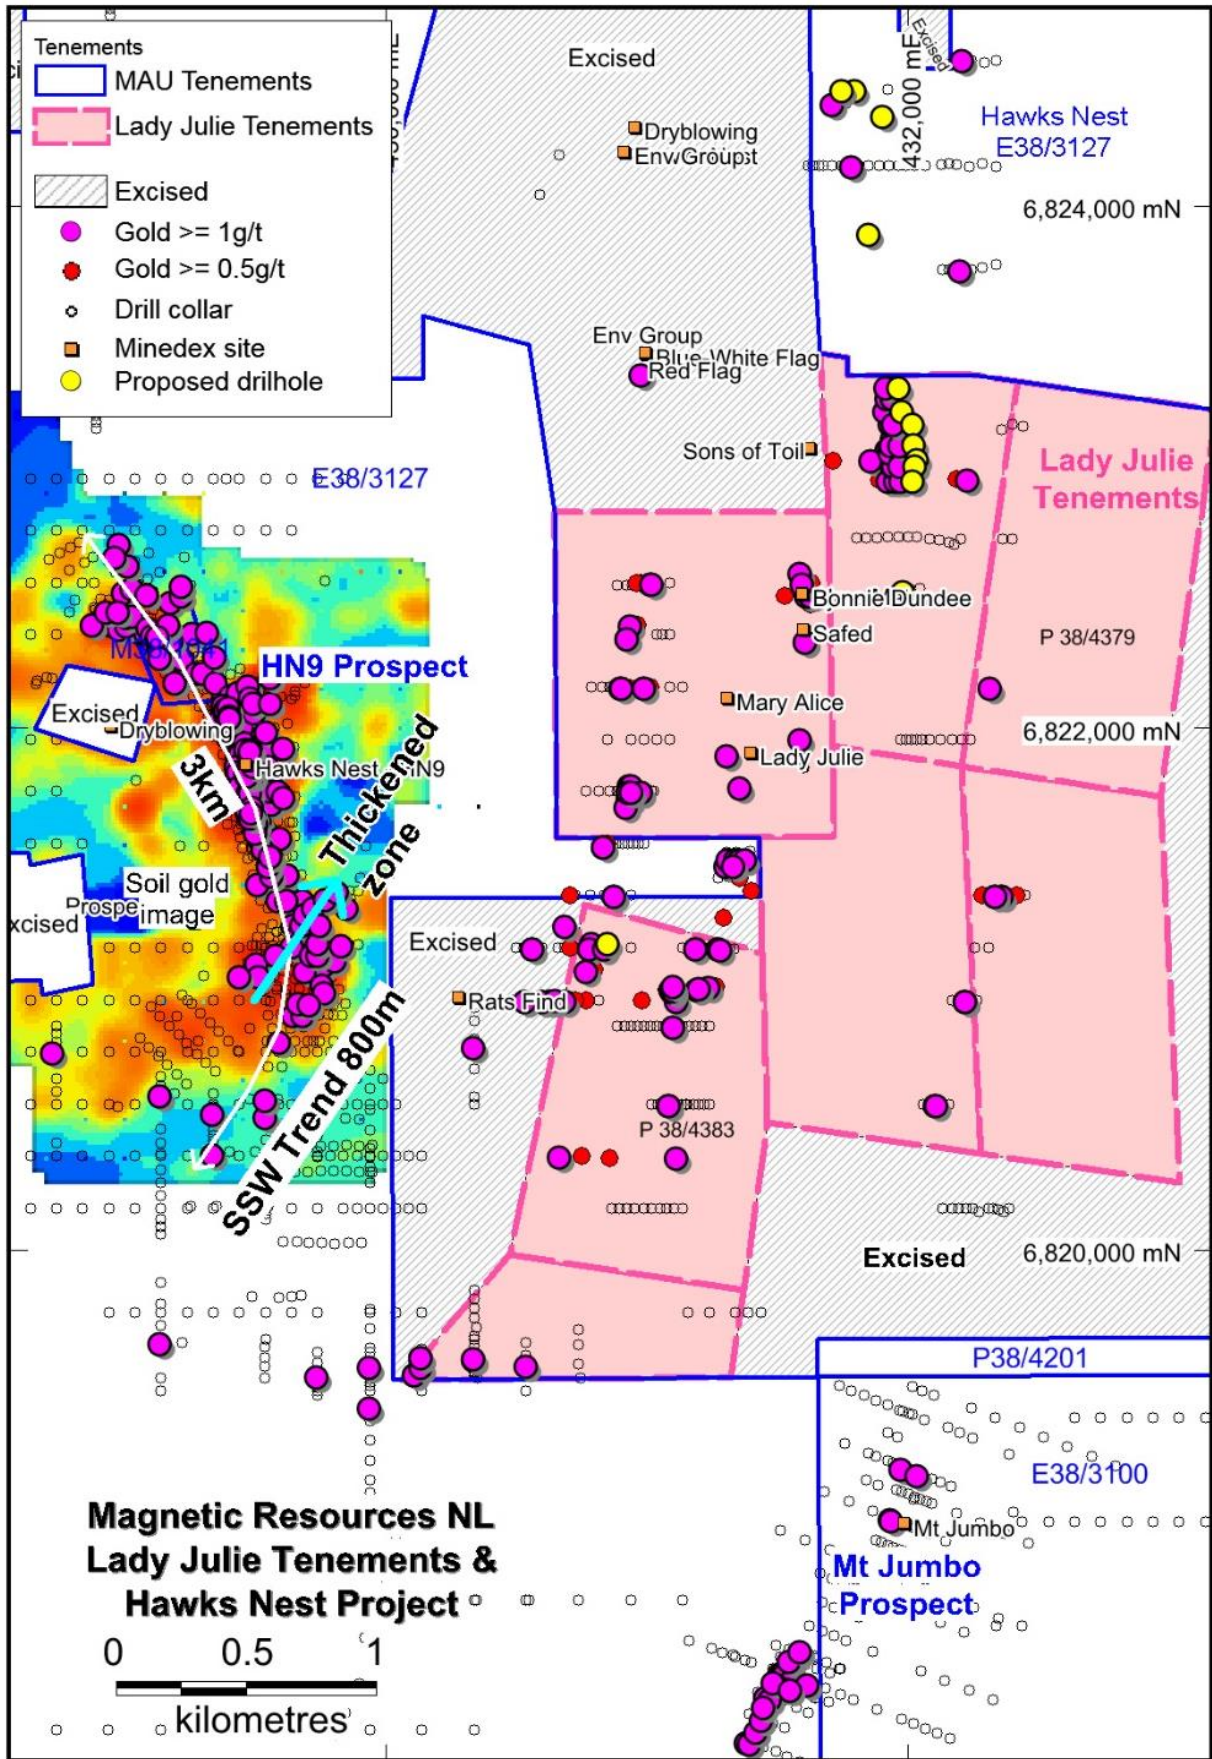 Tenements
MAU Tenements
Lady Julie Tenements
Excised
Gold >= 1g/t
Gold >= 0.5g/t
Drill collar
Minedex site
Proposed drillhole
Excised
Excised
432,000 mE
Hawks Nest
E38/3127
Dryblowing
6,824,000 mN
Env Group
Blue White Flag
Red Flag
Sons of Toil
Lady Julie
Tenements
E38/3127
Bonnie Dundee
Safed
P 38/4379
HN9 Prospect
Mary Alice
Excised
Dryblowing
6,822,000 mN
Lady Julie
Hawks Nest
3km
Thickened
zone
Soil gold
image
Prospe
xcised
Excised
Rats Find
SSW Trend 800m
P 38/4383
Excised
6,820,000 mN
P38/4201
E38/3100
Mt Jumbo
Mt Jumbo
Prospect
Magnetic Resources NL
Lady Julie Tenements &
Hawks Nest Project
0 0.5 1
kilometres